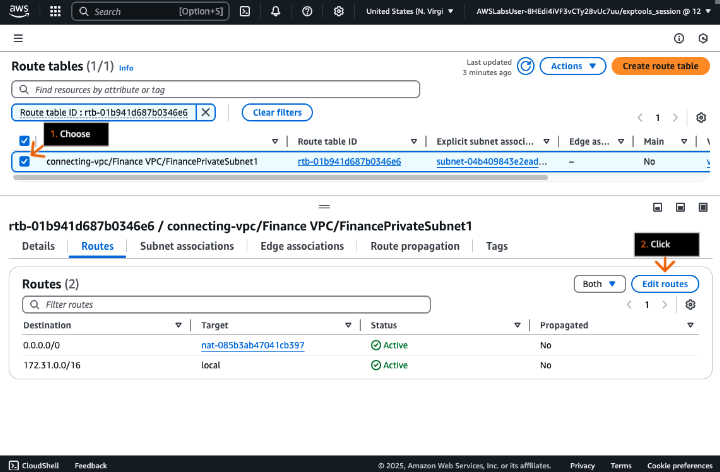 aws Search [Option+S] United States (N. Virgi AWSLabsUser-8HEdi4iVF3vCTy28vUc7uu/exptools_session @ 12
Route tables (1/1) Info
Last updated
3 minutes ago
Actions
Create route table
Find resources by attribute or tag
Route table ID : rtb-01b941d687b0346e6
Clear filters
1
1. Choose
Route table ID Explicit subnet associ... Edge as... Main V
connecting-vpc/Finance VPC/FinancePrivateSubnet1 rtb-01b941d687b0346e6 subnet-04b409843e2ead... – No v
rtb-01b941d687b0346e6 / connecting-vpc/Finance VPC/FinancePrivateSubnet1
Details Routes Subnet associations Edge associations Route propagation Tags
2. Click
Routes (2)
Both
Edit routes
Filter routes
1
Destination Target Status Propagated
0.0.0.0/0 nat-085b3ab47041cb397 Active No
172.31.0.0/16 local Active No
CloudShell Feedback © 2025, Amazon Web Services, Inc. or its affiliates. Privacy Terms Cookie preferences